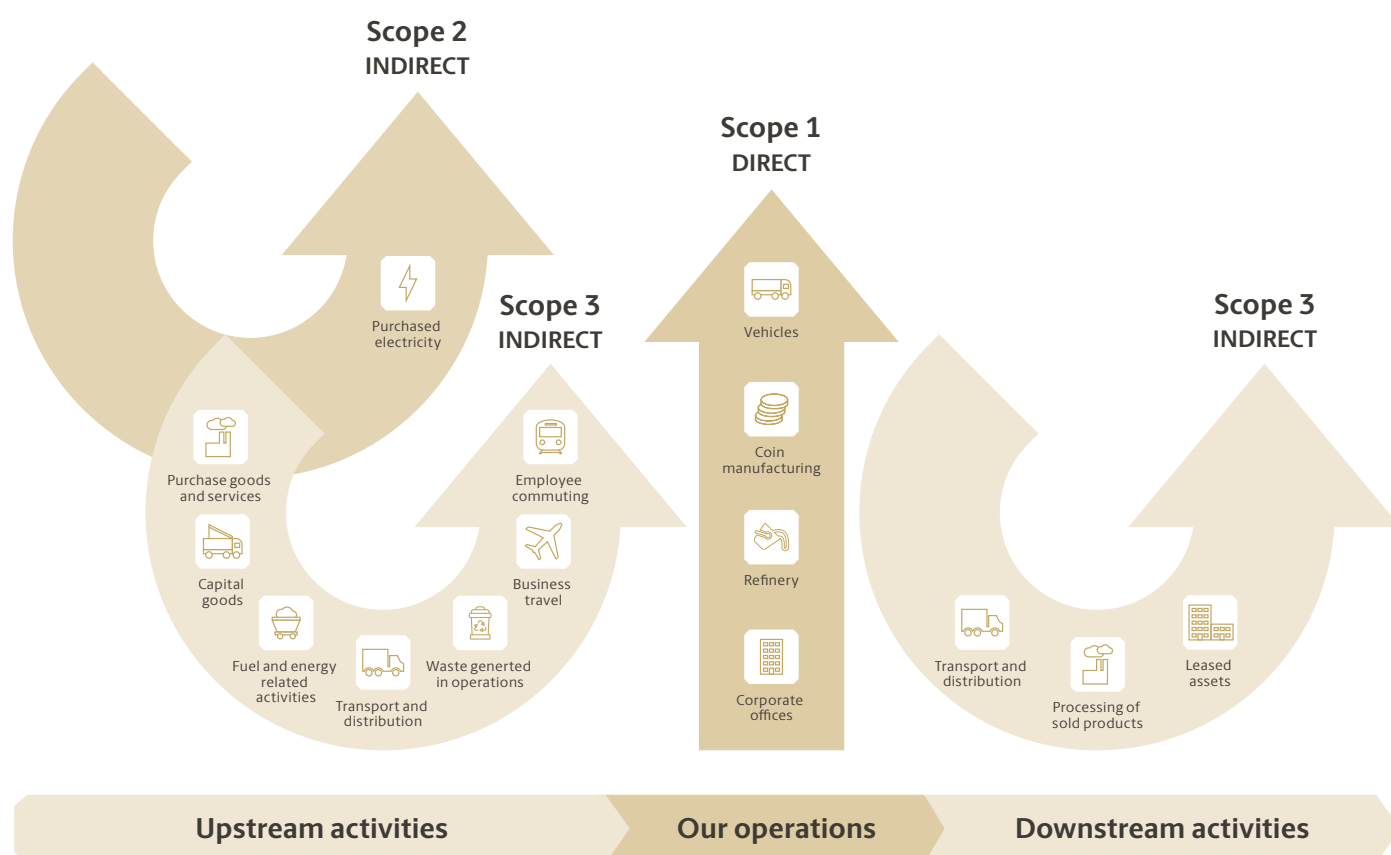 Scope 2
INDIRECT
Purchased
electricity
Scope 3
INDIRECT
Purchase goods
and services
Capital
goods
Fuel and energy
related
activities
Transport and
distribution
Waste generted
in operations
Business
travel
Employee
commuting
Scope 1
DIRECT
Vehicles
Coin
manufacturing
Refinery
Corporate
offices
Scope 3
INDIRECT
Transport and
distribution
Processing of
sold products
Leased
assets
Upstream activities
Our operations
Downstream activities